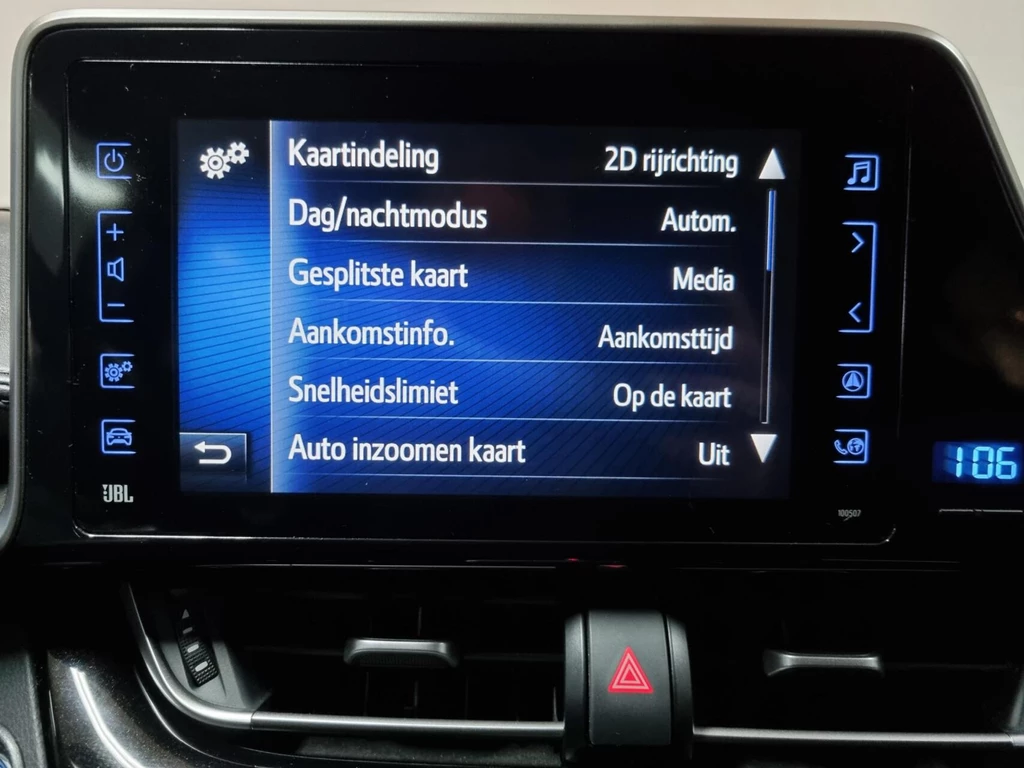 Kaartindeling 2D rijrichting
Dag/nachtmodus Autom.
Gesplitste kaart Media
Aankomstinfo. Aankomsttijd
Snelheidslimiet Op de kaart
Auto inzoomen kaart Uit
JBL
100507
106